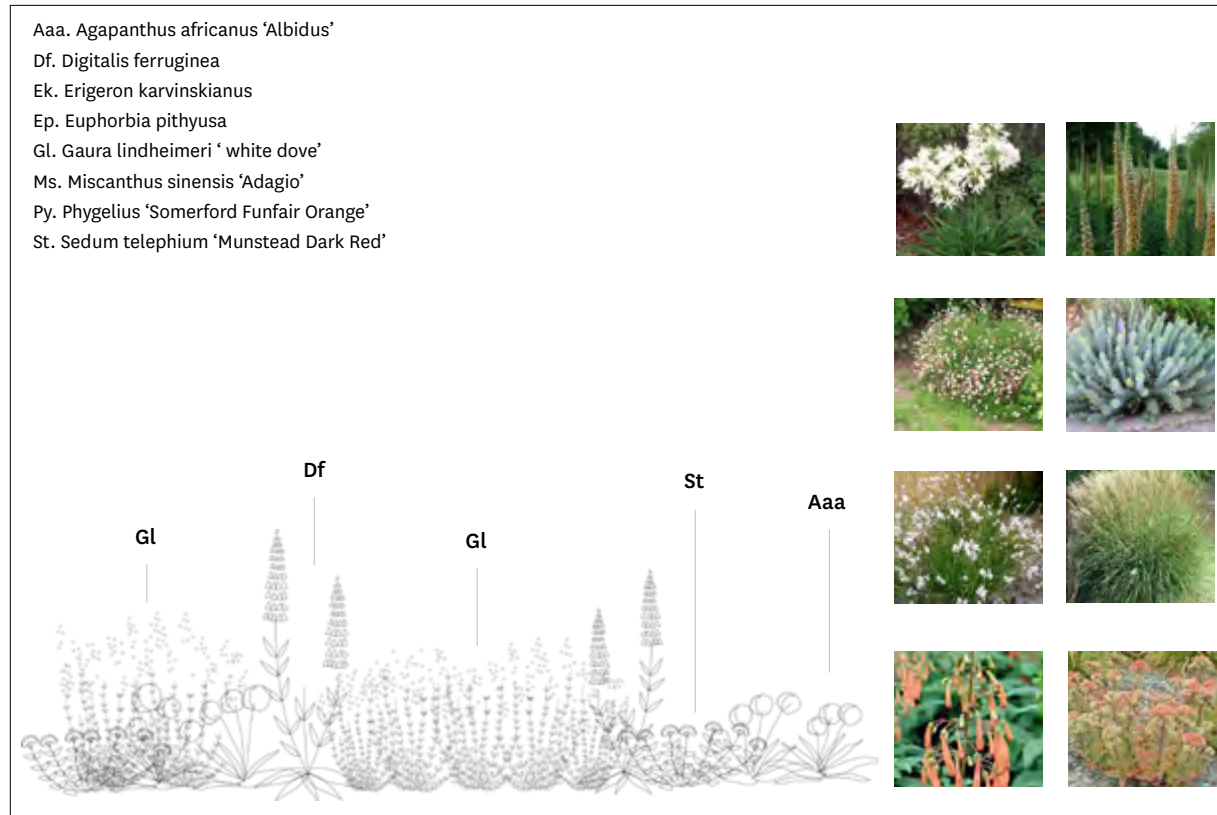 Aaa. Agapanthus africanus ‘Albidus’
Df. Digitalis ferruginea
Ek. Erigeron karvinskianus
Ep. Euphorbia pithyusa
Gl. Gaura lindheimeri ‘ white dove’
Ms. Miscanthus sinensis ‘Adagio’
Py. Phygelius ‘Somerford Funfair Orange’
St. Sedum telephium ‘Munstead Dark Red’
Df
St
Aaa
Gl
Gl